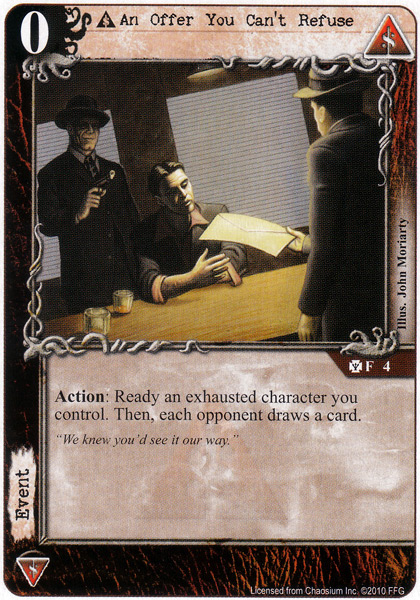 0
An Offer You Can't Refuse
Illus. John Moriarty
F 4
Action: Ready an exhausted character you
control. Then, each opponent draws a card.
“We knew you’d see it our way.”
Event
Licensed from Chaosium Inc. ©2010 FFG